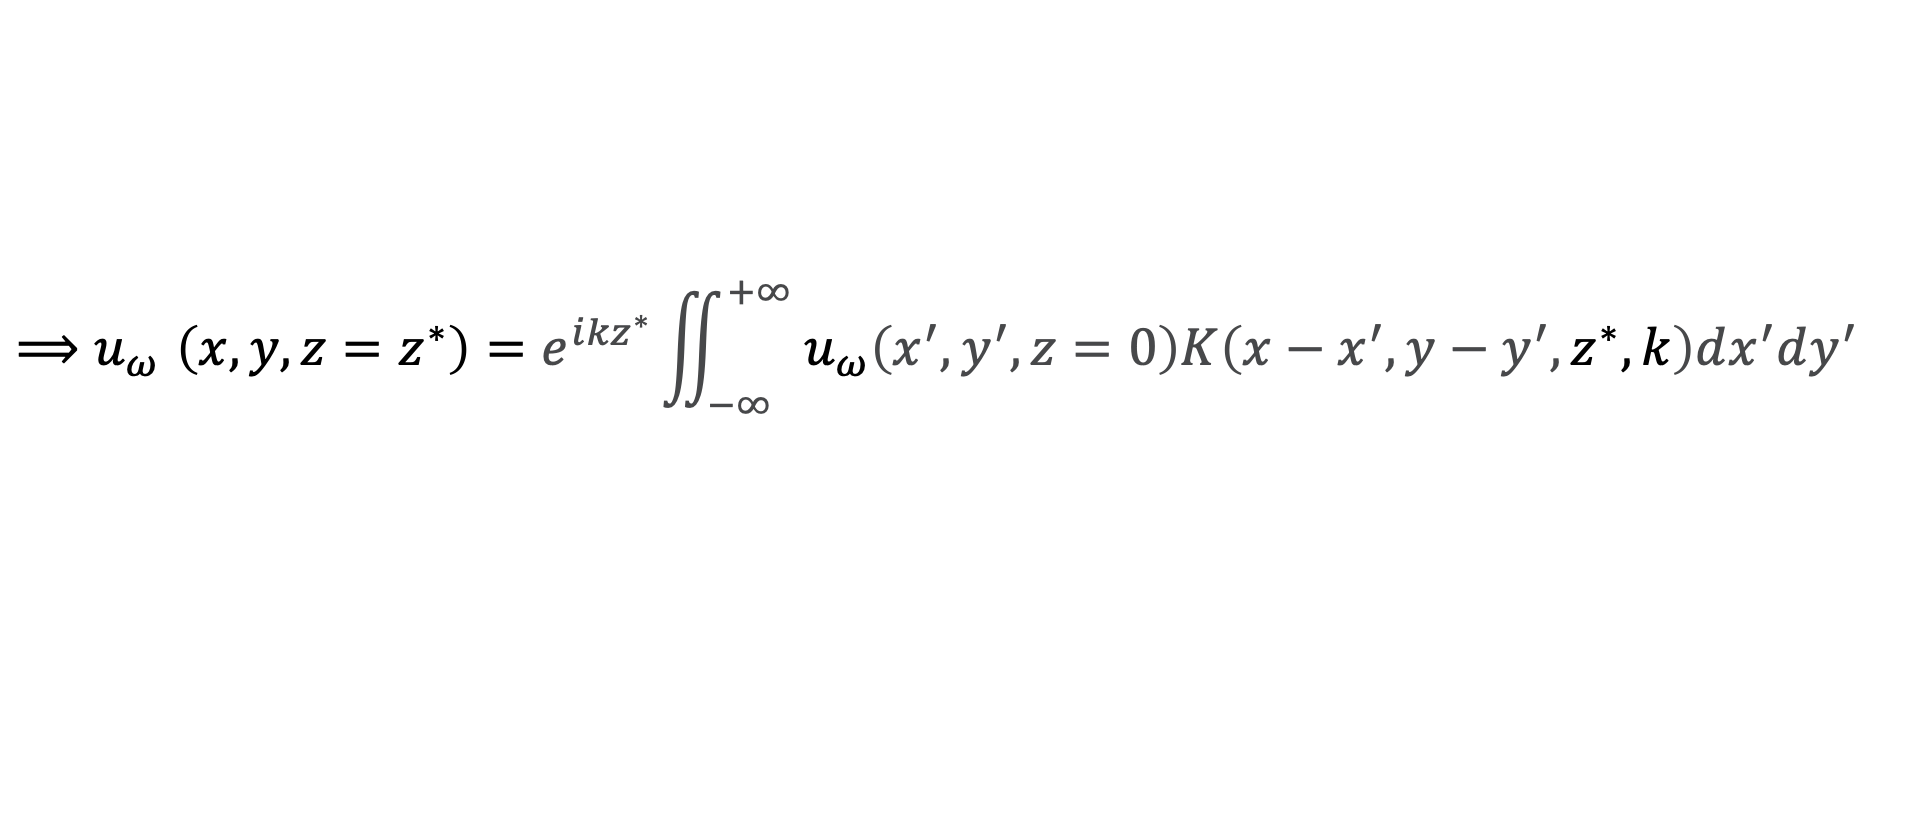 ⟹ u_ω (x, y, z = z*) = e^{ikz*} ∬_{−∞}^{+∞} u_ω(x′, y′, z = 0)K(x − x′, y − y′, z*, k)dx′dy′